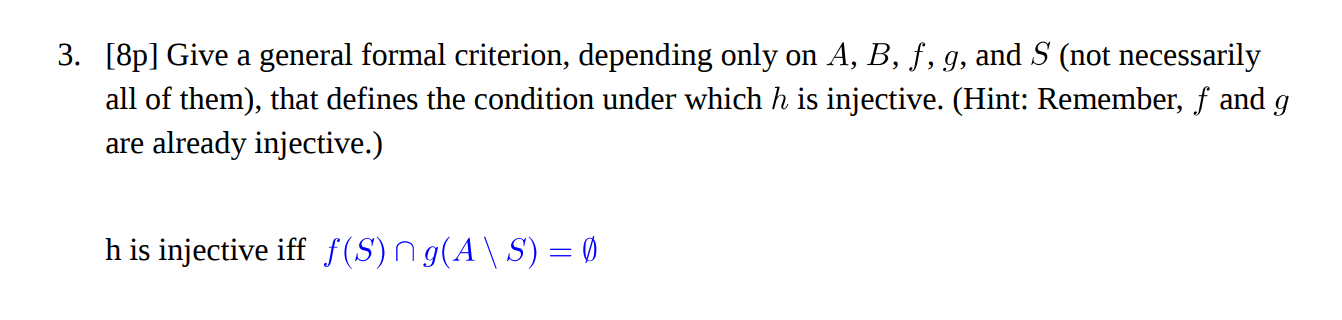 3. [8p] Give a general formal criterion, depending only on A, B, f, g, and S (not necessarily
all of them), that defines the condition under which h is injective. (Hint: Remember, f and g
are already injective.)
h is injective iff f(S) ∩ g(A \ S) = ∅